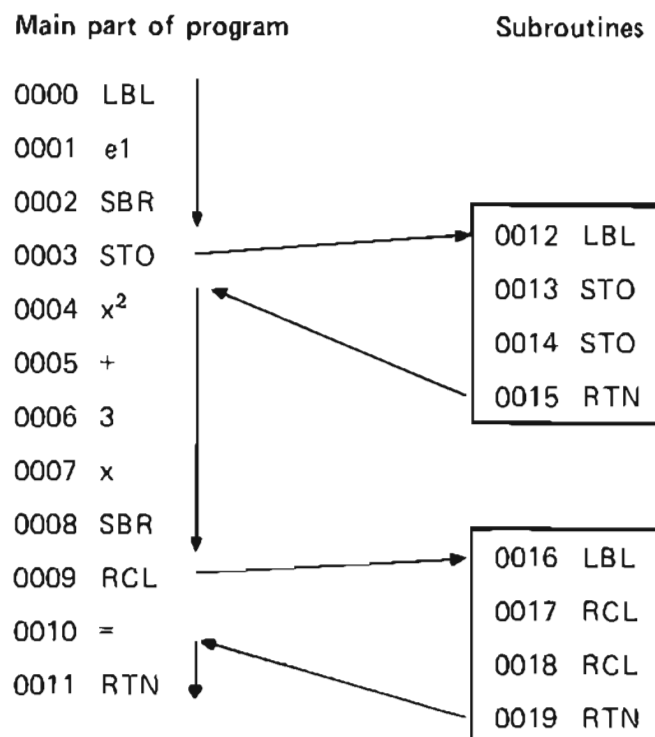 Main part of program
0000 LBL
0001 e1
0002 SBR
0003 STO
0004 x²
0005 +
0006 3
0007 x
0008 SBR
0009 RCL
0010 =
0011 RTN
Subroutines
0012 LBL
0013 STO
0014 STO
0015 RTN
0016 LBL
0017 RCL
0018 RCL
0019 RTN